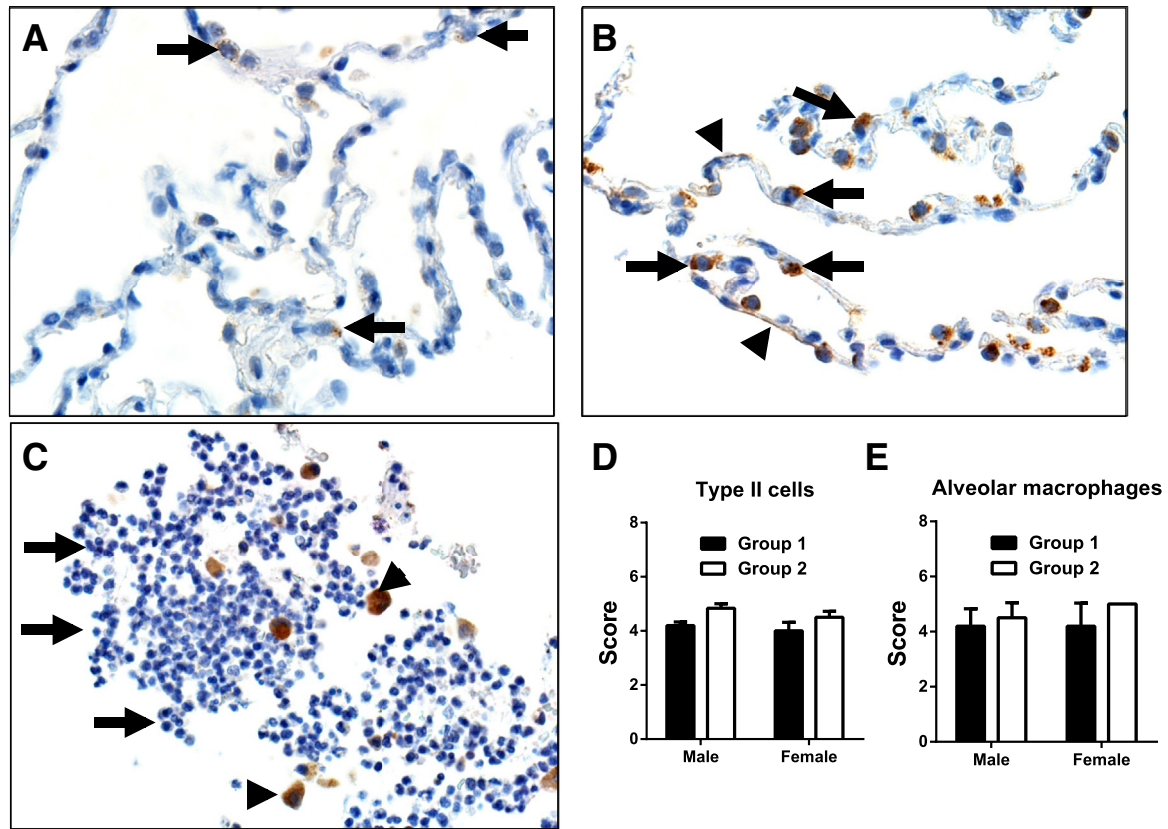 A
B
C
D
E
Type II cells
Score
8
6
4
2
0
Group 1
Group 2
Male
Female
Alveolar macrophages
Score
8
6
4
2
0
Group 1
Group 2
Male
Female